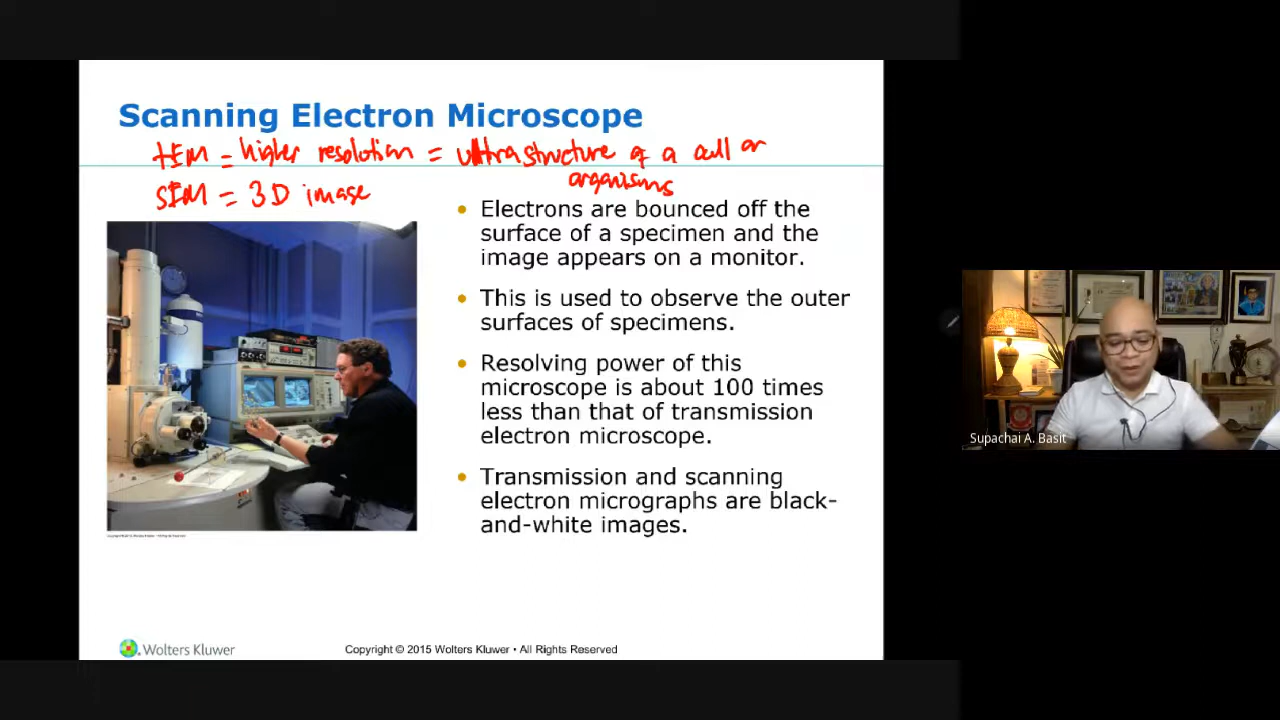 Scanning Electron Microscope
TEM = higher resolution = ultrastructure of a cell or
organisms
SEM = 3D image
• Electrons are bounced off the
surface of a specimen and the
image appears on a monitor.
• This is used to observe the outer
surfaces of specimens.
• Resolving power of this
microscope is about 100 times
less than that of transmission
electron microscope.
• Transmission and scanning
electron micrographs are black-
and-white images.
Wolters Kluwer
Copyright © 2015 Wolters Kluwer • All Rights Reserved
Supachai A. Basit